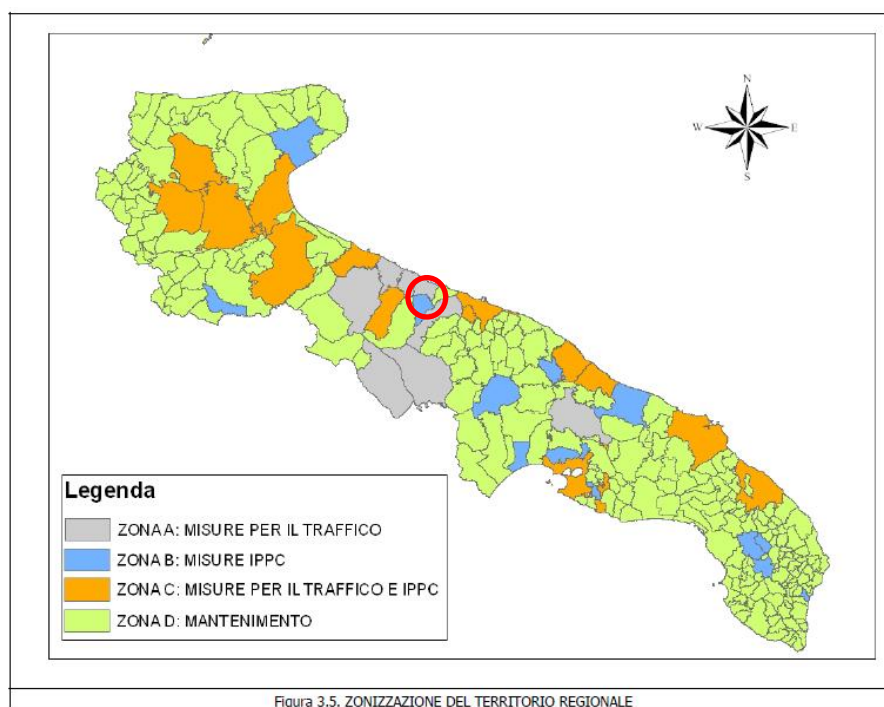 N
W E
S
Legenda
ZONA A: MISURE PER IL TRAFFICO
ZONA B: MISURE IPPC
ZONA C: MISURE PER IL TRAFFICO E IPPC
ZONA D: MANTENIMENTO
Figura 3.5. ZONIZZAZIONE DEL TERRITORIO REGIONALE